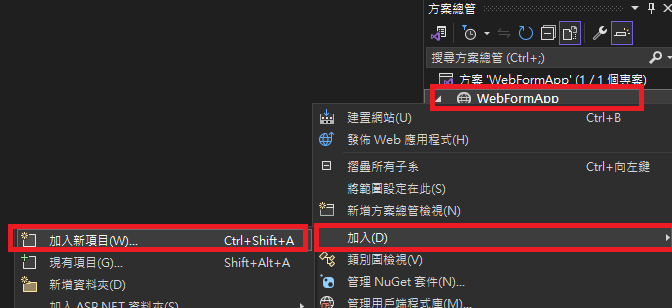 方案總管
搜尋方案總管 (Ctrl+;)
方案 'WebFormApp' (1 / 1 個專案)
WebFormApp
建置網站(U) Ctrl+B
發佈 Web 應用程式(H)
摺疊所有子系 Ctrl+向左鍵
將範圍設定在此(S)
新增方案總管檢視(N)
加入(D)
類別圖檢視(V)
管理 NuGet 套件(N)...
管理用戶端程式庫(M)...
加入新項目(W)... Ctrl+Shift+A
現有項目(G)... Shift+Alt+A
新增資料夾(D)
加入 ASP.NET 資料夾(S)